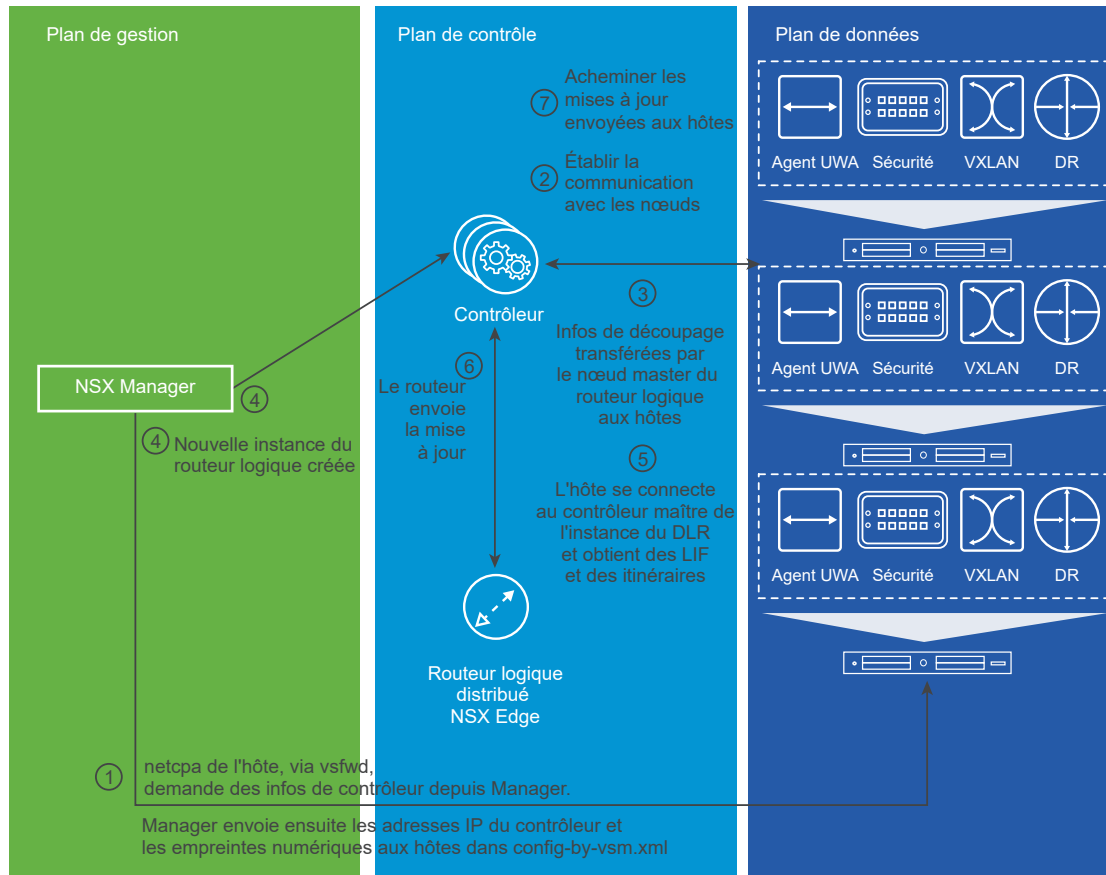 Plan de gestion
Plan de contrôle
Plan de données
7
Acheminer les
mises à jour
envoyées aux hôtes
2
Établir la
communication
avec les nœuds
Agent UWA
Sécurité
VXLAN
DR
Contrôleur
3
Infos de découpage
transférées par
le nœud master du
routeur logique
aux hôtes
Agent UWA
Sécurité
VXLAN
DR
NSX Manager
4
4
Nouvelle instance du
routeur logique créée
6
Le routeur
envoie
la mise
à jour
5
L'hôte se connecte
au contrôleur maître de
l'instance du DLR
et obtient des LIF
et des itinéraires
Agent UWA
Sécurité
VXLAN
DR
Routeur logique
distribué
NSX Edge
1
netcpa de l'hôte, via vsfwd,
demande des infos de contrôleur depuis Manager.
Manager envoie ensuite les adresses IP du contrôleur et
les empreintes numériques aux hôtes dans config-by-vsm.xml